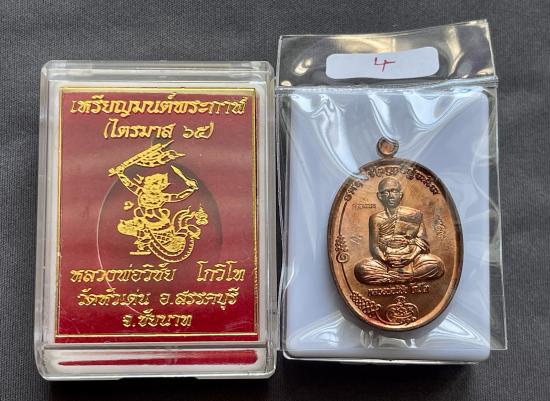 เหรียญมนต์พระกาฬ
(ไตรมาส ๖๕)
หลวงพ่อวิชัย โกวิโท
วัดหัวเด่น อ.สรรคบุรี
จ.ชัยนาท
4